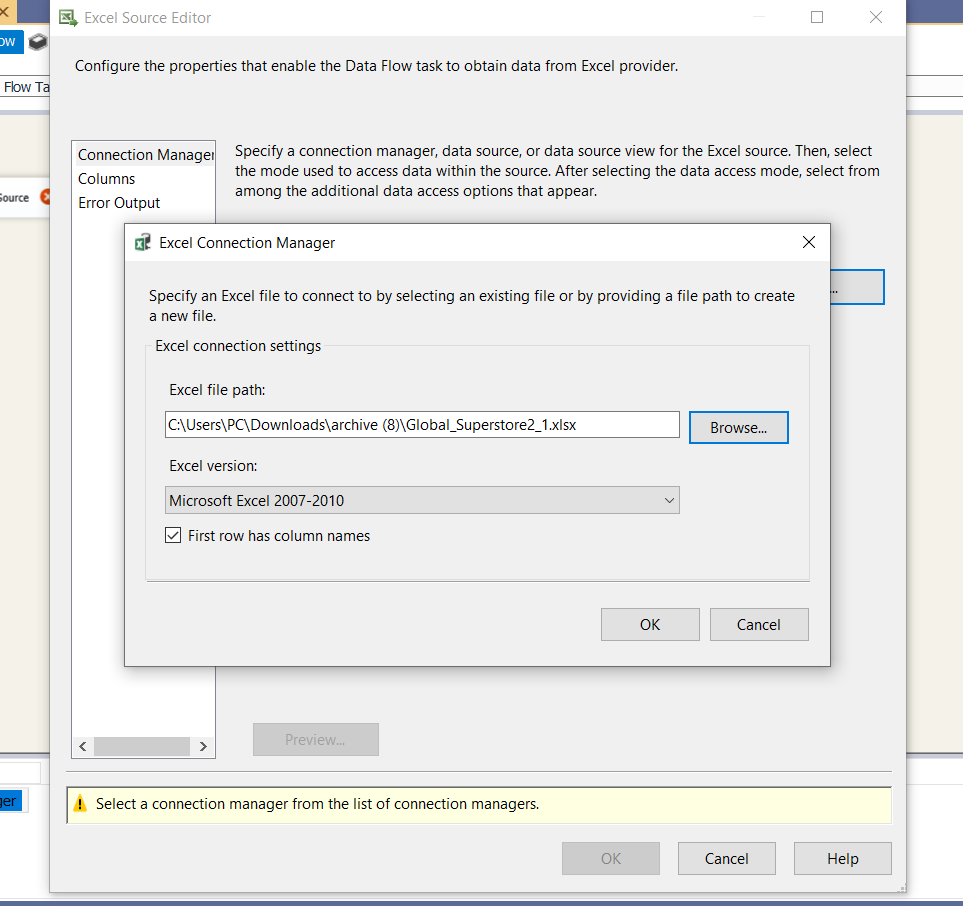 Excel Source Editor
ow
Configure the properties that enable the Data Flow task to obtain data from Excel provider.
Flow Ta
Connection Manager
Columns
Error Output
Source
Specify a connection manager, data source, or data source view for the Excel source. Then, select
the mode used to access data within the source. After selecting the data access mode, select from
among the additional data access options that appear.
...
Excel Connection Manager
Specify an Excel file to connect to by selecting an existing file or by providing a file path to create
a new file.
Excel connection settings
Excel file path:
C:\Users\PC\Downloads\archive (8)\Global_Superstore2_1.xlsx
Browse...
Excel version:
Microsoft Excel 2007-2010
First row has column names
OK
Cancel
Preview...
ger
Select a connection manager from the list of connection managers.
OK
Cancel
Help